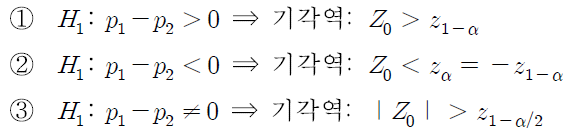 ① H₁: p₁ − p₂ > 0 ⇒ 기각역: Z₀ > z₁₋α
② H₁: p₁ − p₂ < 0 ⇒ 기각역: Z₀ < zα = −z₁₋α
③ H₁: p₁ − p₂ ≠ 0 ⇒ 기각역: | Z₀ | > z₁₋α/₂